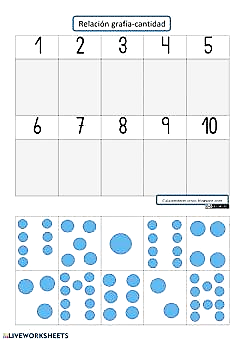 Relación grafía-cantidad
1 2 3 4 5
6 7 8 9 10
LIVEWORKSHEETS